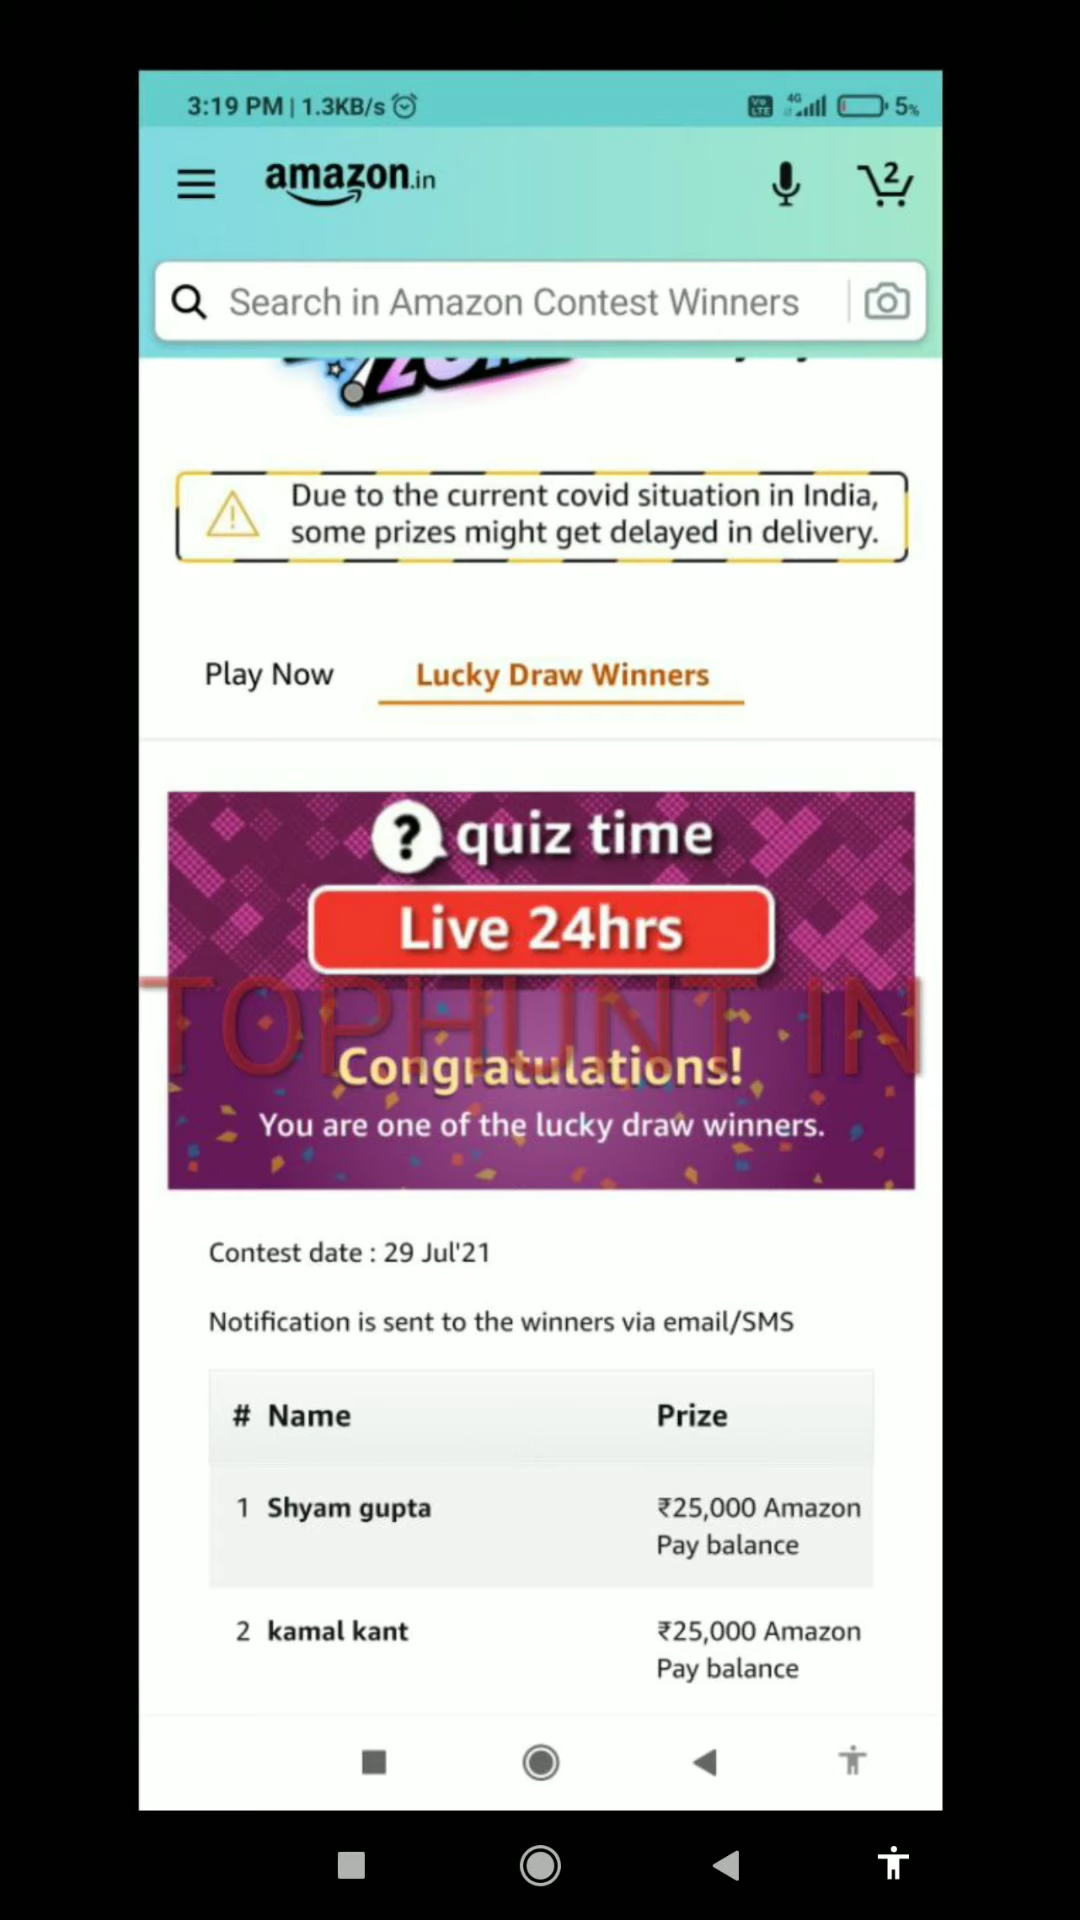 3:19 PM | 1.3KB/s
Vo LTE 4G 5%
amazon.in
2
Search in Amazon Contest Winners
Due to the current covid situation in India,
some prizes might get delayed in delivery.
Play Now Lucky Draw Winners
? quiz time
Live 24hrs
TOPHUNT IN
Congratulations!
You are one of the lucky draw winners.
Contest date : 29 Jul'21
Notification is sent to the winners via email/SMS
# Name Prize
1 Shyam gupta ₹25,000 Amazon
Pay balance
2 kamal kant ₹25,000 Amazon
Pay balance